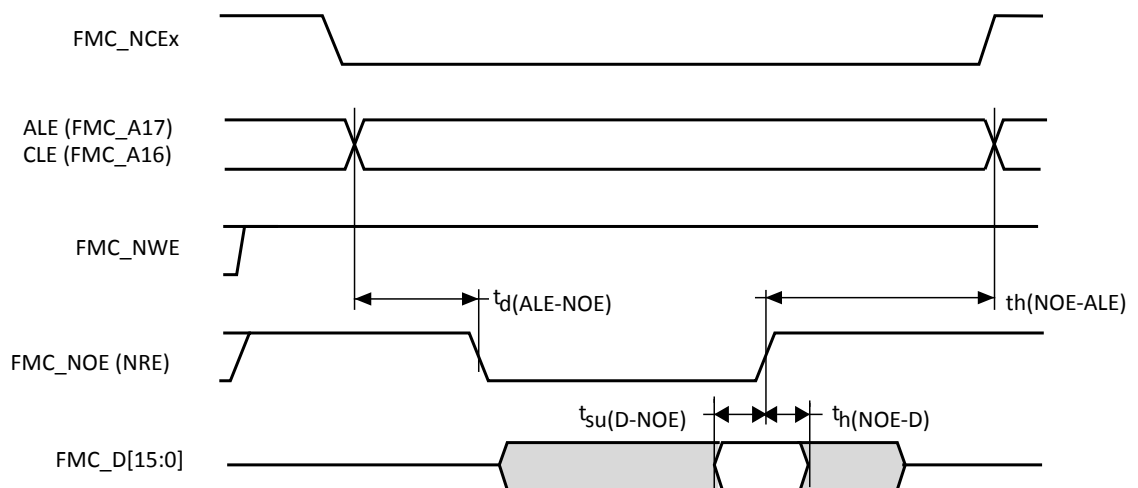 FMC_NCEx
ALE (FMC_A17)
CLE (FMC_A16)
FMC_NWE
td(ALE-NOE)
th(NOE-ALE)
FMC_NOE (NRE)
tsu(D-NOE)
th(NOE-D)
FMC_D[15:0]